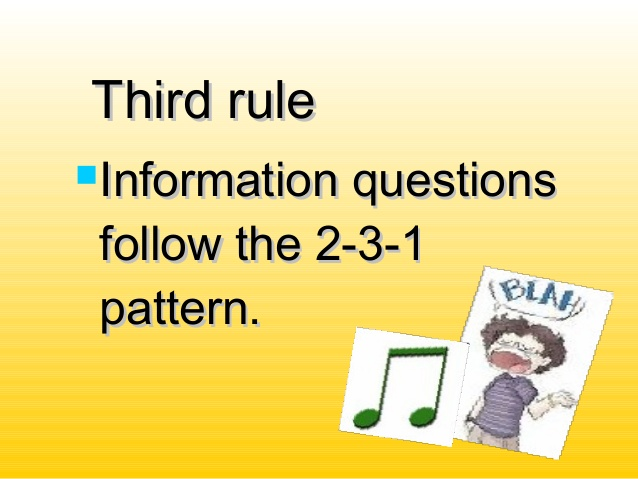 Third rule
Information questions
follow the 2-3-1
pattern.
BLAH